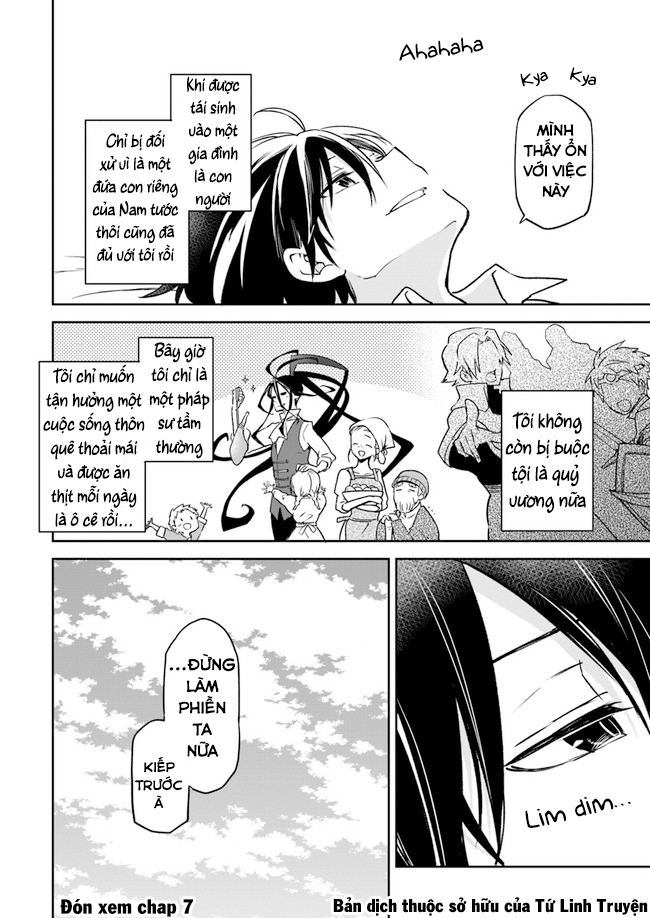 Ahahaha
Kya Kya
MÌNH
THẤY ỔN
VỚI VIỆC
NÀY
Khi được
tái sinh
vào một
gia đình
là con
người
Chỉ bị đối
xử vì là một
đứa con riêng
của Nam tước
thôi cũng đã
đủ với tôi rồi
Tôi không
còn bị buộc
tội là quỷ
vương nữa
Bây giờ
tôi chỉ là
một pháp
sư tầm
thường
Tôi chỉ muốn
tận hưởng một
cuộc sống thôn
quê thoải mái
và được ăn
thịt mỗi ngày
là ô cê rồi...
Lim dim...
...ĐỪNG
LÀM
PHIỀN
TA
NỮA
KIẾP
TRƯỚC
À
Đón xem chap 7
Bản dịch thuộc sở hữu của Tứ Linh Truyện